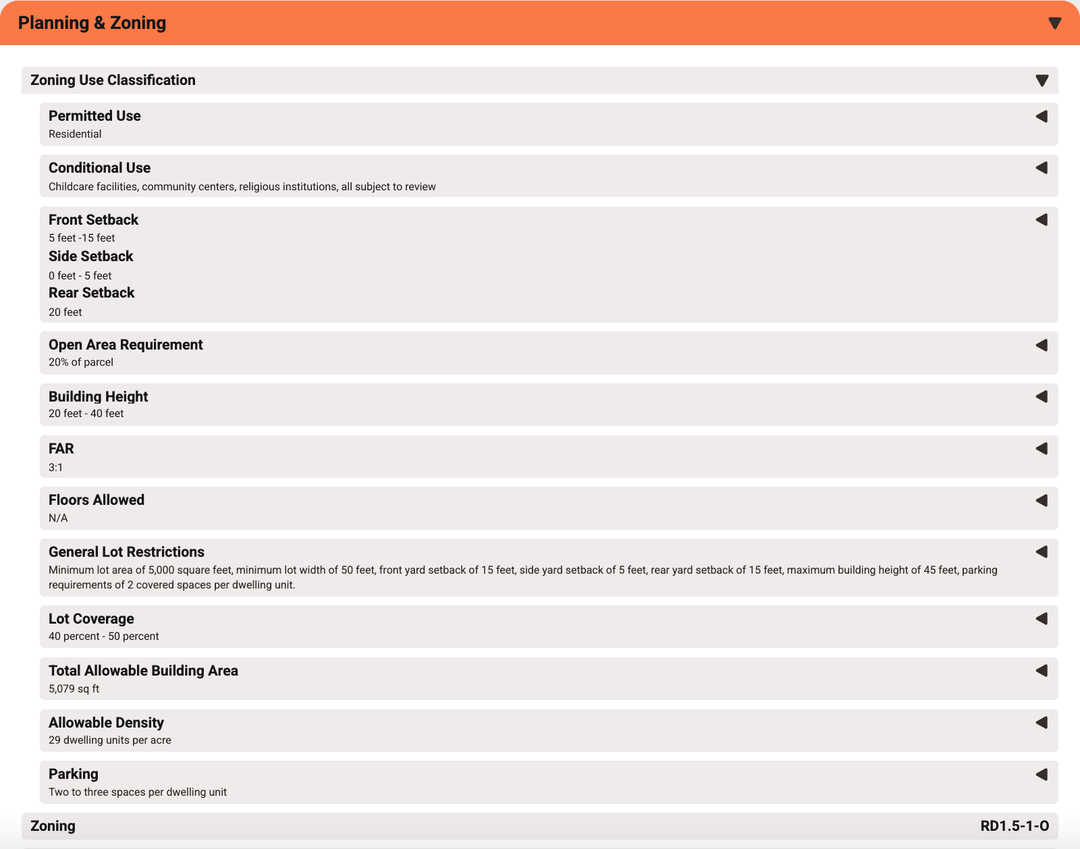 Planning & Zoning
Zoning Use Classification
Permitted Use
Residential
Conditional Use
Childcare facilities, community centers, religious institutions, all subject to review
Front Setback
5 feet -15 feet
Side Setback
0 feet - 5 feet
Rear Setback
20 feet
Open Area Requirement
20% of parcel
Building Height
20 feet - 40 feet
FAR
3:1
Floors Allowed
N/A
General Lot Restrictions
Minimum lot area of 5,000 square feet, minimum lot width of 50 feet, front yard setback of 15 feet, side yard setback of 5 feet, rear yard setback of 15 feet, maximum building height of 45 feet, parking
requirements of 2 covered spaces per dwelling unit.
Lot Coverage
40 percent - 50 percent
Total Allowable Building Area
5,079 sq ft
Allowable Density
29 dwelling units per acre
Parking
Two to three spaces per dwelling unit
Zoning RD1.5-1-O